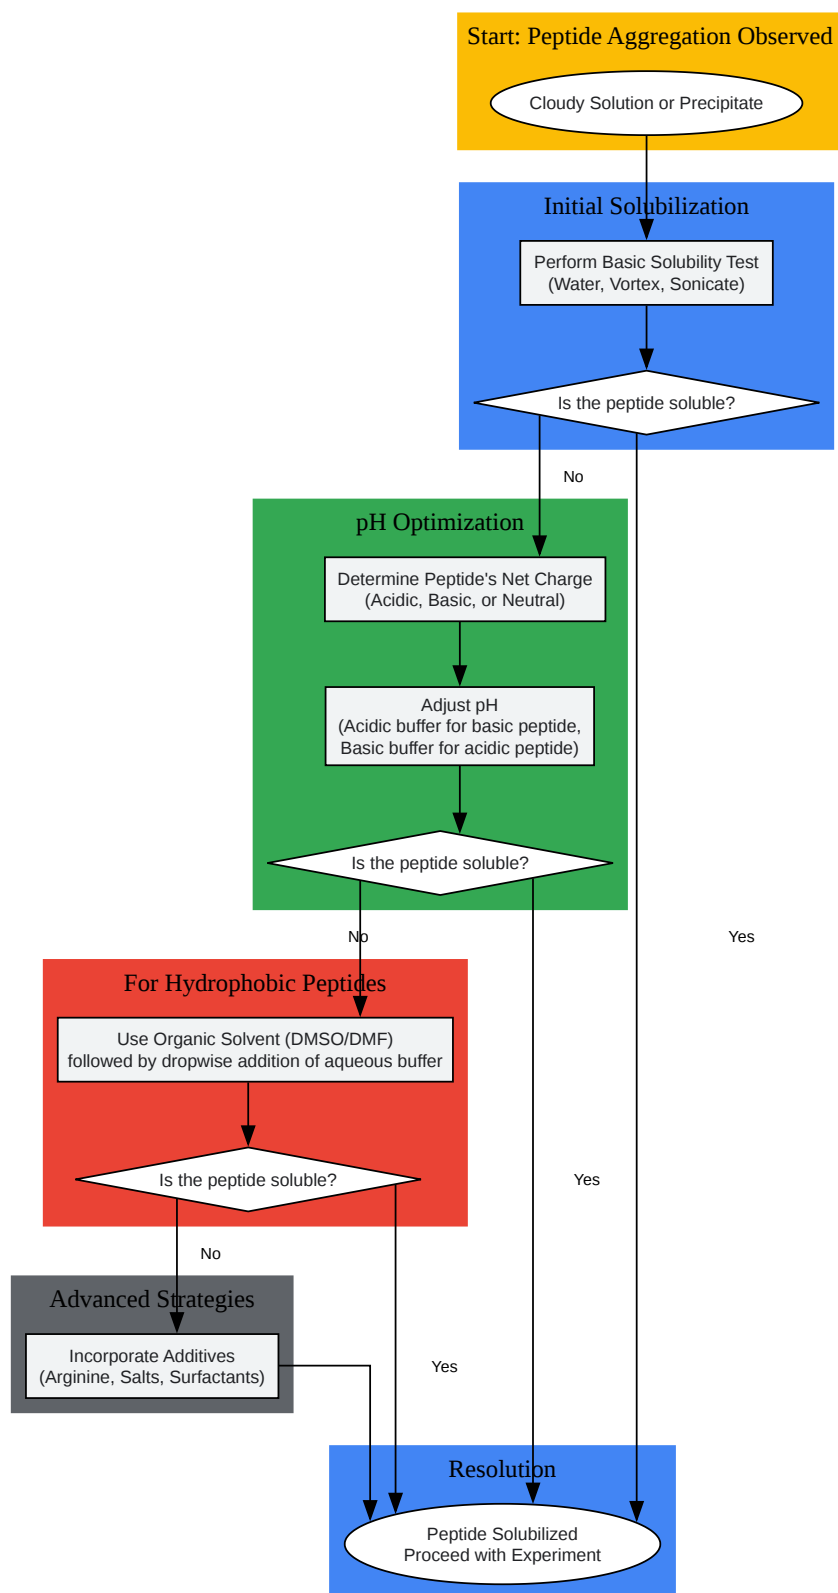 Start: Peptide Aggregation Observed
Cloudy Solution or Precipitate
Initial Solubilization
Perform Basic Solubility Test
(Water, Vortex, Sonicate)
Is the peptide soluble?
No
pH Optimization
Determine Peptide's Net Charge
(Acidic, Basic, or Neutral)
Adjust pH
(Acidic buffer for basic peptide,
Basic buffer for acidic peptide)
Is the peptide soluble?
No
Yes
For Hydrophobic Peptides
Use Organic Solvent (DMSO/DMF)
followed by dropwise addition of aqueous buffer
Is the peptide soluble?
Yes
No
Advanced Strategies
Incorporate Additives
(Arginine, Salts, Surfactants)
Yes
Resolution
Peptide Solubilized
Proceed with Experiment